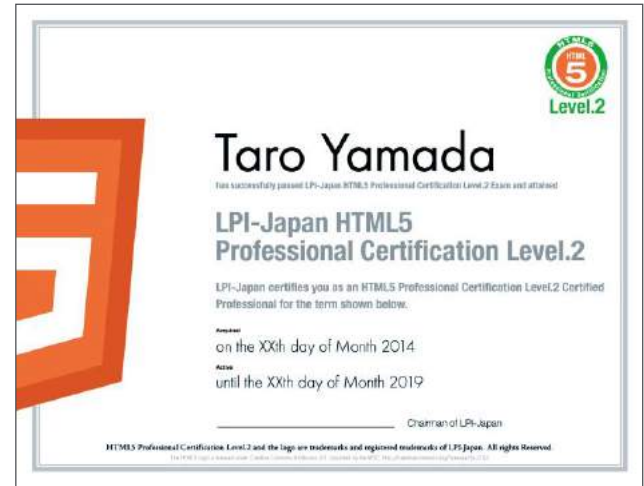 HTML5
HTML
5
Professional Certification
Level.2
Taro Yamada
has successfully passed LPI-Japan HTML5 Professional Certification Level.2 Exam and attained
LPI-Japan HTML5
Professional Certification Level.2
LPI-Japan certifies you as an HTML5 Professional Certification Level.2 Certified
Professional for the term shown below.
Acquired
on the XXth day of Month 2014
Active
until the XXth day of Month 2019
Chairman of LPI-Japan
HTML5 Professional Certification Level.2 and the logo are trademarks and registered trademarks of LPI-Japan. All rights Reserved.